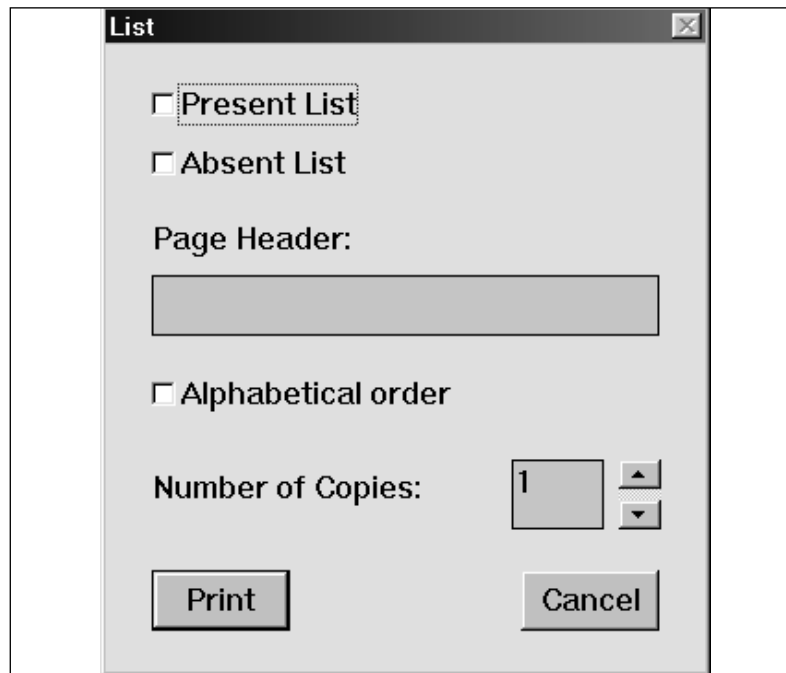 List
Present List
Absent List
Page Header:
Alphabetical order
Number of Copies: 1
Print Cancel